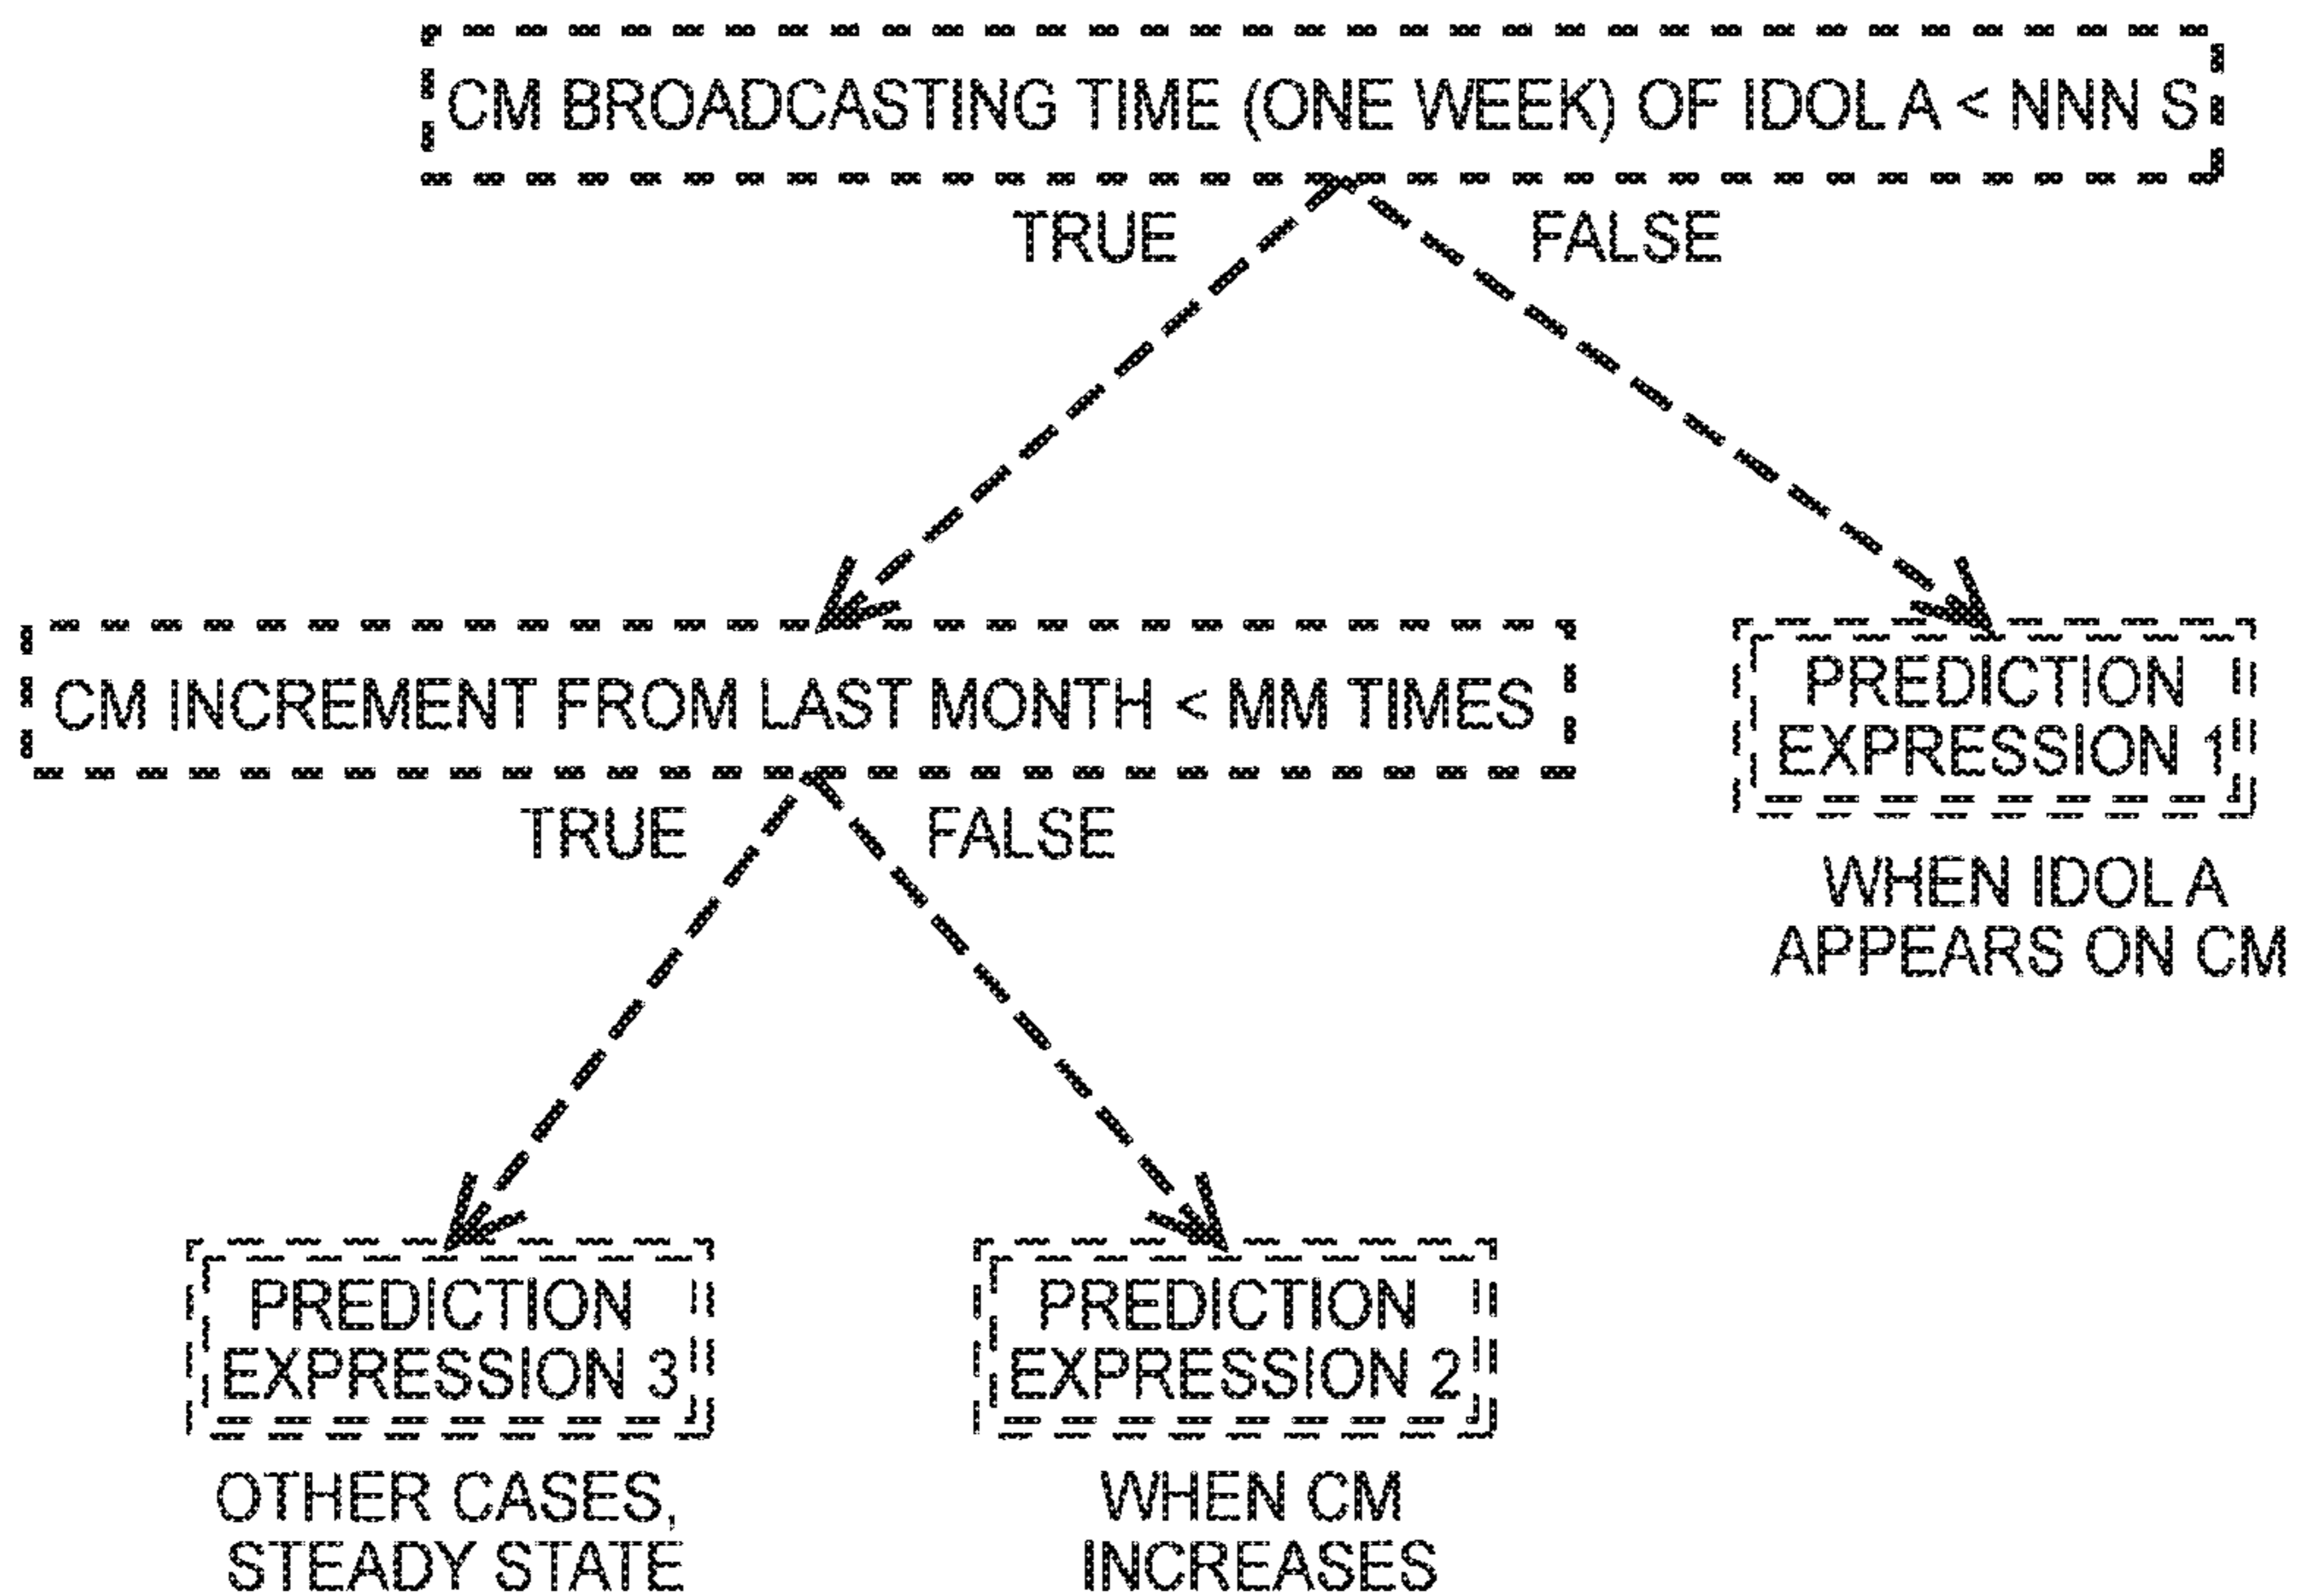 CM BROADCASTING TIME (ONE WEEK) OF IDOL A < NNN S
TRUE
FALSE
CM INCREMENT FROM LAST MONTH < MM TIMES
PREDICTION
EXPRESSION 1
TRUE
FALSE
WHEN IDOL A
APPEARS ON CM
PREDICTION
EXPRESSION 3
PREDICTION
EXPRESSION 2
OTHER CASES,
STEADY STATE
WHEN CM
INCREASES